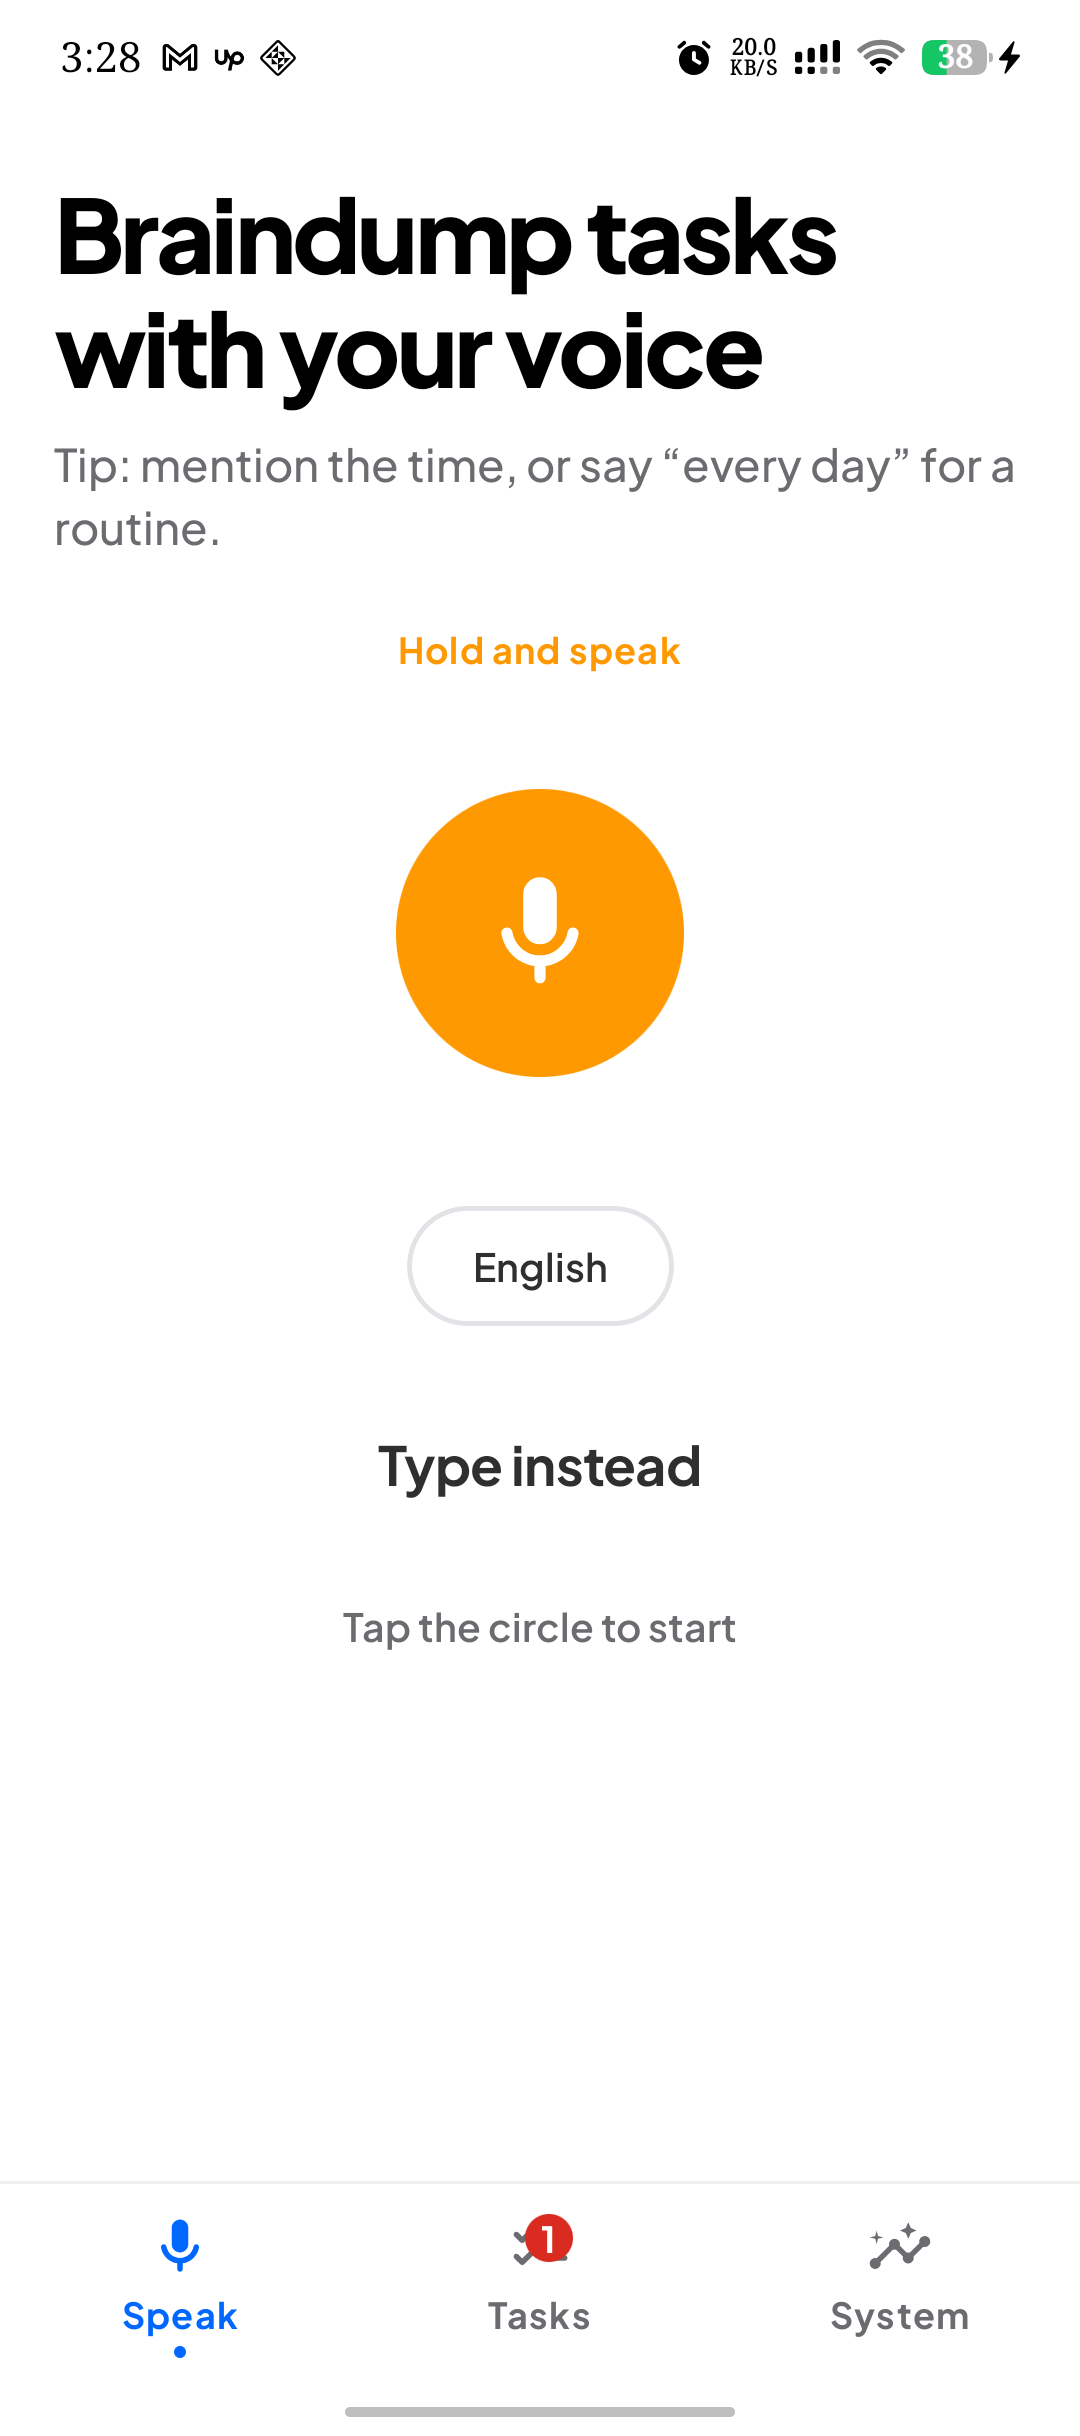 3:28 up 20.0 KB/S 38
Braindump tasks
with your voice
Tip: mention the time, or say “every day” for a
routine.
Hold and speak
English
Type instead
Tap the circle to start
1
Speak Tasks System